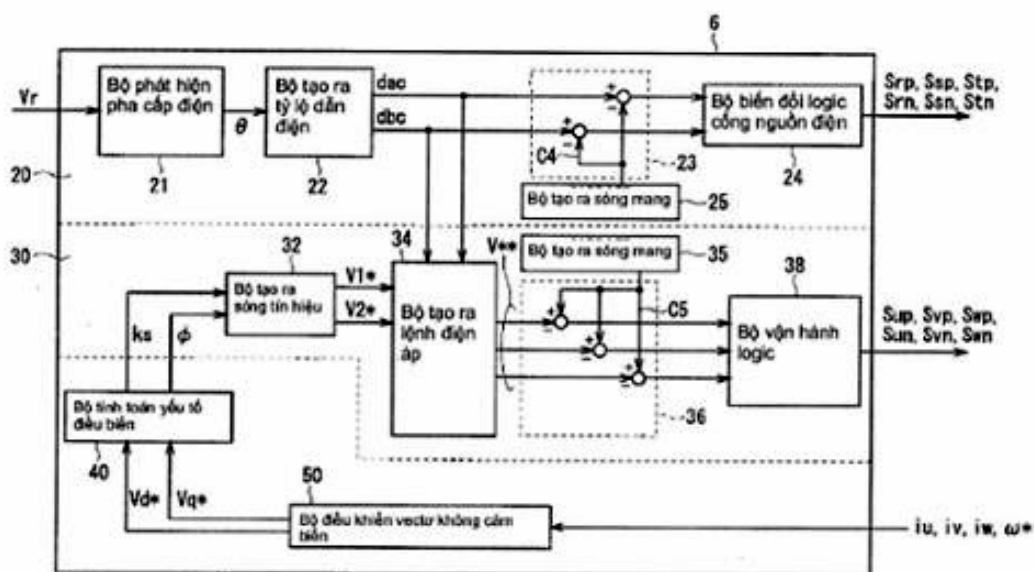 6
Vr
Bộ phát hiện
pha cấp điện
θ
21
Bộ tạo ra
tỷ lệ dẫn
điện
22
dac
dbc
C4
23
Bộ biến đổi logic
cổng nguồn điện
24
Srp, Ssp, Stp,
Srn, Ssn, Stn
20
Bộ tạo ra sóng mang
25
30
32
Bộ tạo ra
sóng tín hiệu
V1*
V2*
34
Bộ tạo ra
lệnh điện
áp
V**
Bộ tạo ra sóng mang
35
C5
36
38
Bộ vận hành
logic
Sup, Svp, Swp,
Sun, Svn, Swn
ks
ϕ
Bộ tính toán yếu tố
điều biến
40
Vd*
Vq*
50
Bộ điều khiển vectơ không cảm
biến
iu, iv, iw, ω*